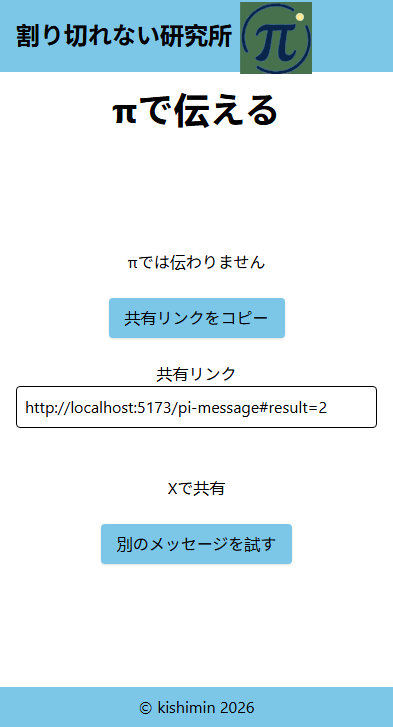 割り切れない研究所
πで伝える
πでは伝わりません
共有リンクをコピー
共有リンク
http://localhost:5173/pi-message#result=2
Xで共有
別のメッセージを試す
© kishimin 2026